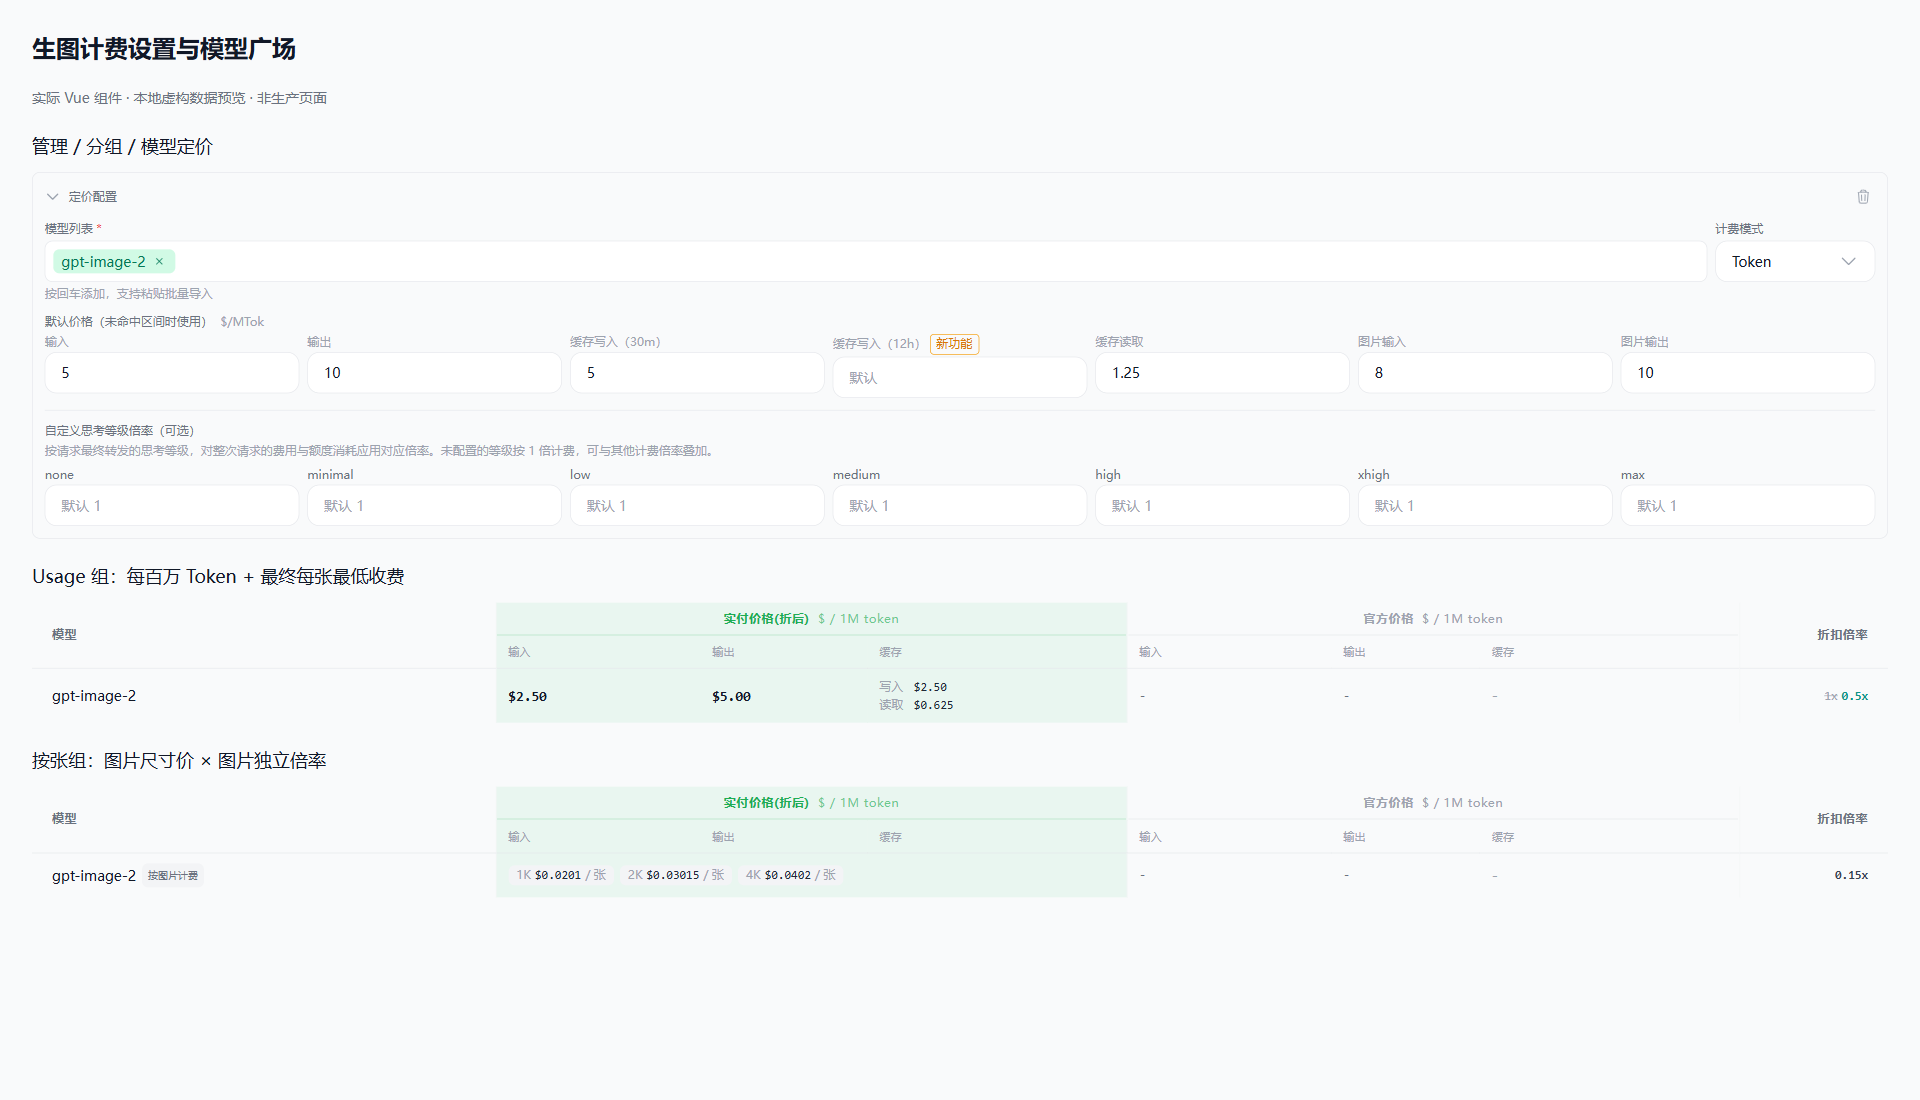 生图计费设置与模型广场
实际 Vue 组件 · 本地虚构数据预览 · 非生产页面
管理 / 分组 / 模型定价
定价配置
模型列表 * 计费模式
gpt-image-2 × Token
按回车添加，支持粘贴批量导入
默认价格（未命中区间时使用） $/MTok
输入 输出 缓存写入（30m） 缓存写入（12h） 新功能 缓存读取 图片输入 图片输出
5 10 5 默认 1.25 8 10
自定义思考等级倍率（可选）
按请求最终转发的思考等级，对整次请求的费用与额度消耗应用对应倍率。未配置的等级按 1 倍计费，可与其他计费倍率叠加。
none minimal low medium high xhigh max
默认 1 默认 1 默认 1 默认 1 默认 1 默认 1 默认 1
Usage 组：每百万 Token + 最终每张最低收费
模型 实付价格(折后) $ / 1M token 官方价格 $ / 1M token 折扣倍率
输入 输出 缓存 输入 输出 缓存
gpt-image-2 $2.50 $5.00 写入 $2.50 - - - 1x 0.5x
读取 $0.625
按张组：图片尺寸价 × 图片独立倍率
模型 实付价格(折后) $ / 1M token 官方价格 $ / 1M token 折扣倍率
输入 输出 缓存 输入 输出 缓存
gpt-image-2 按图片计费 1K $0.0201 / 张 2K $0.03015 / 张 4K $0.0402 / 张 - - - 0.15x